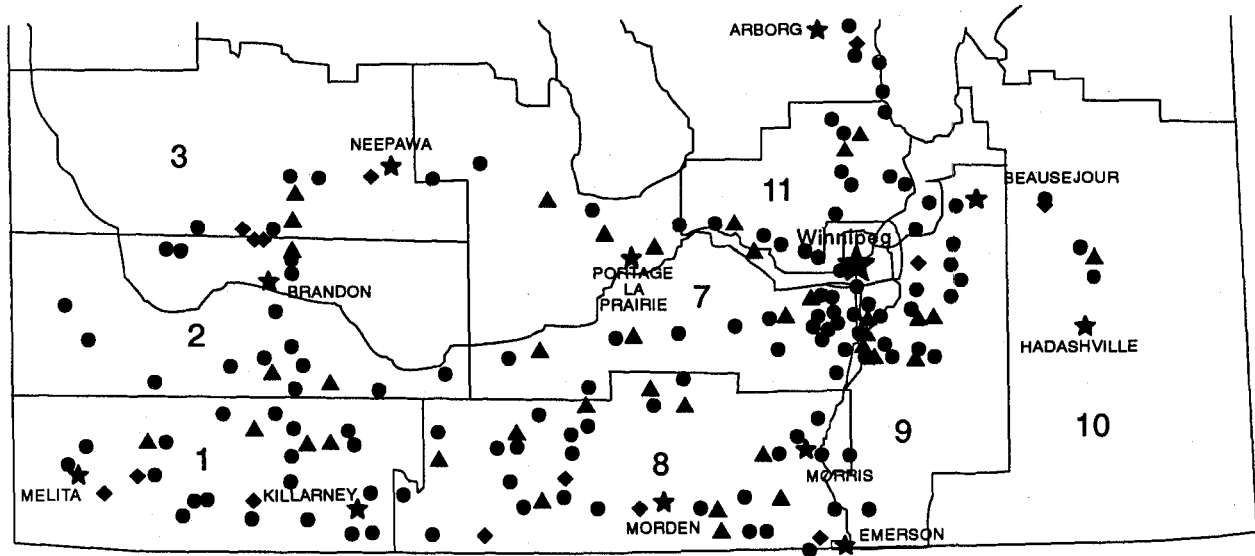 ARBORG
NEEPAWA
3
BEAUSEJOUR
11
Winnipeg
PORTAGE
LA
PRAIRIE
BRANDON
7
2
HADASHVILLE
9
10
1
8
MELITA
KILLARNEY
MORRIS
MORDEN
EMERSON